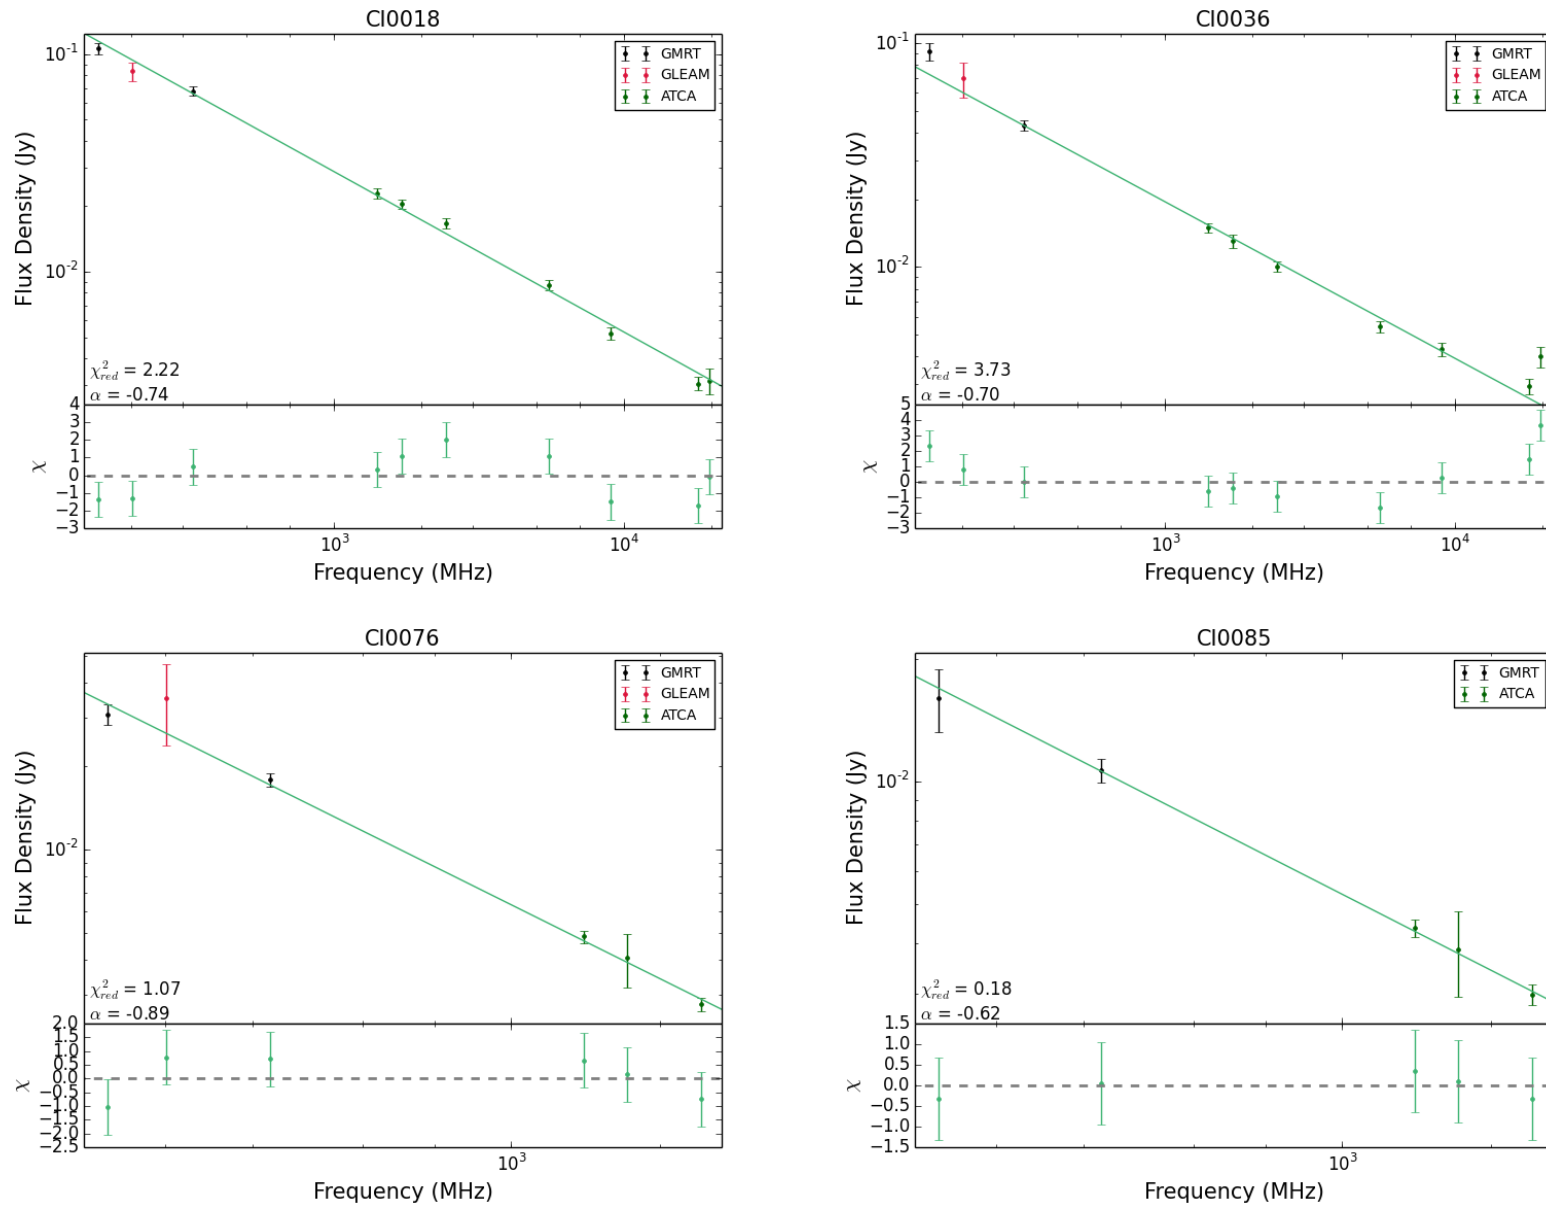 CI0018
10^-1
10^-2
Flux Density (Jy)
GMRT
GLEAM
ATCA
χ²_red = 2.22
α = -0.74
4
3
2
1
0
−1
−2
−3
χ
10^3
10^4
Frequency (MHz)
CI0036
10^-1
10^-2
Flux Density (Jy)
GMRT
GLEAM
ATCA
χ²_red = 3.73
α = -0.70
5
4
3
2
1
0
−1
−2
−3
χ
10^3
10^4
Frequency (MHz)
CI0076
10^-2
Flux Density (Jy)
GMRT
GLEAM
ATCA
χ²_red = 1.07
α = -0.89
2.0
1.5
1.0
0.5
0.0
−0.5
−1.0
−1.5
−2.0
−2.5
χ
10^3
Frequency (MHz)
CI0085
10^-2
Flux Density (Jy)
GMRT
ATCA
χ²_red = 0.18
α = -0.62
1.5
1.0
0.5
0.0
−0.5
−1.0
−1.5
χ
10^3
Frequency (MHz)